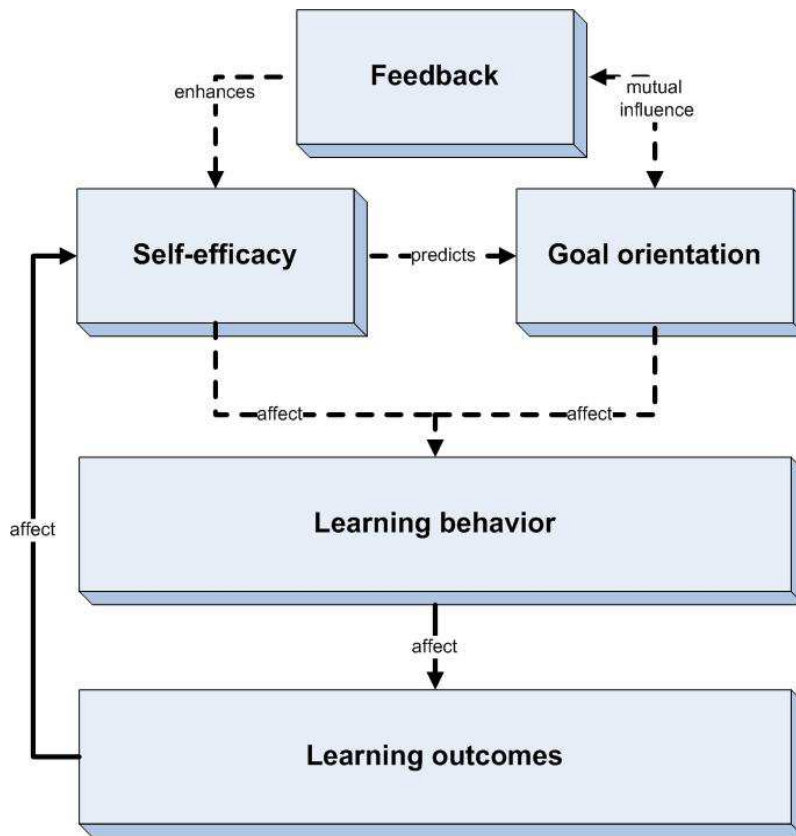 Feedback
enhances
mutual
influence
Self-efficacy
predicts
Goal orientation
affect
affect
Learning behavior
affect
affect
Learning outcomes